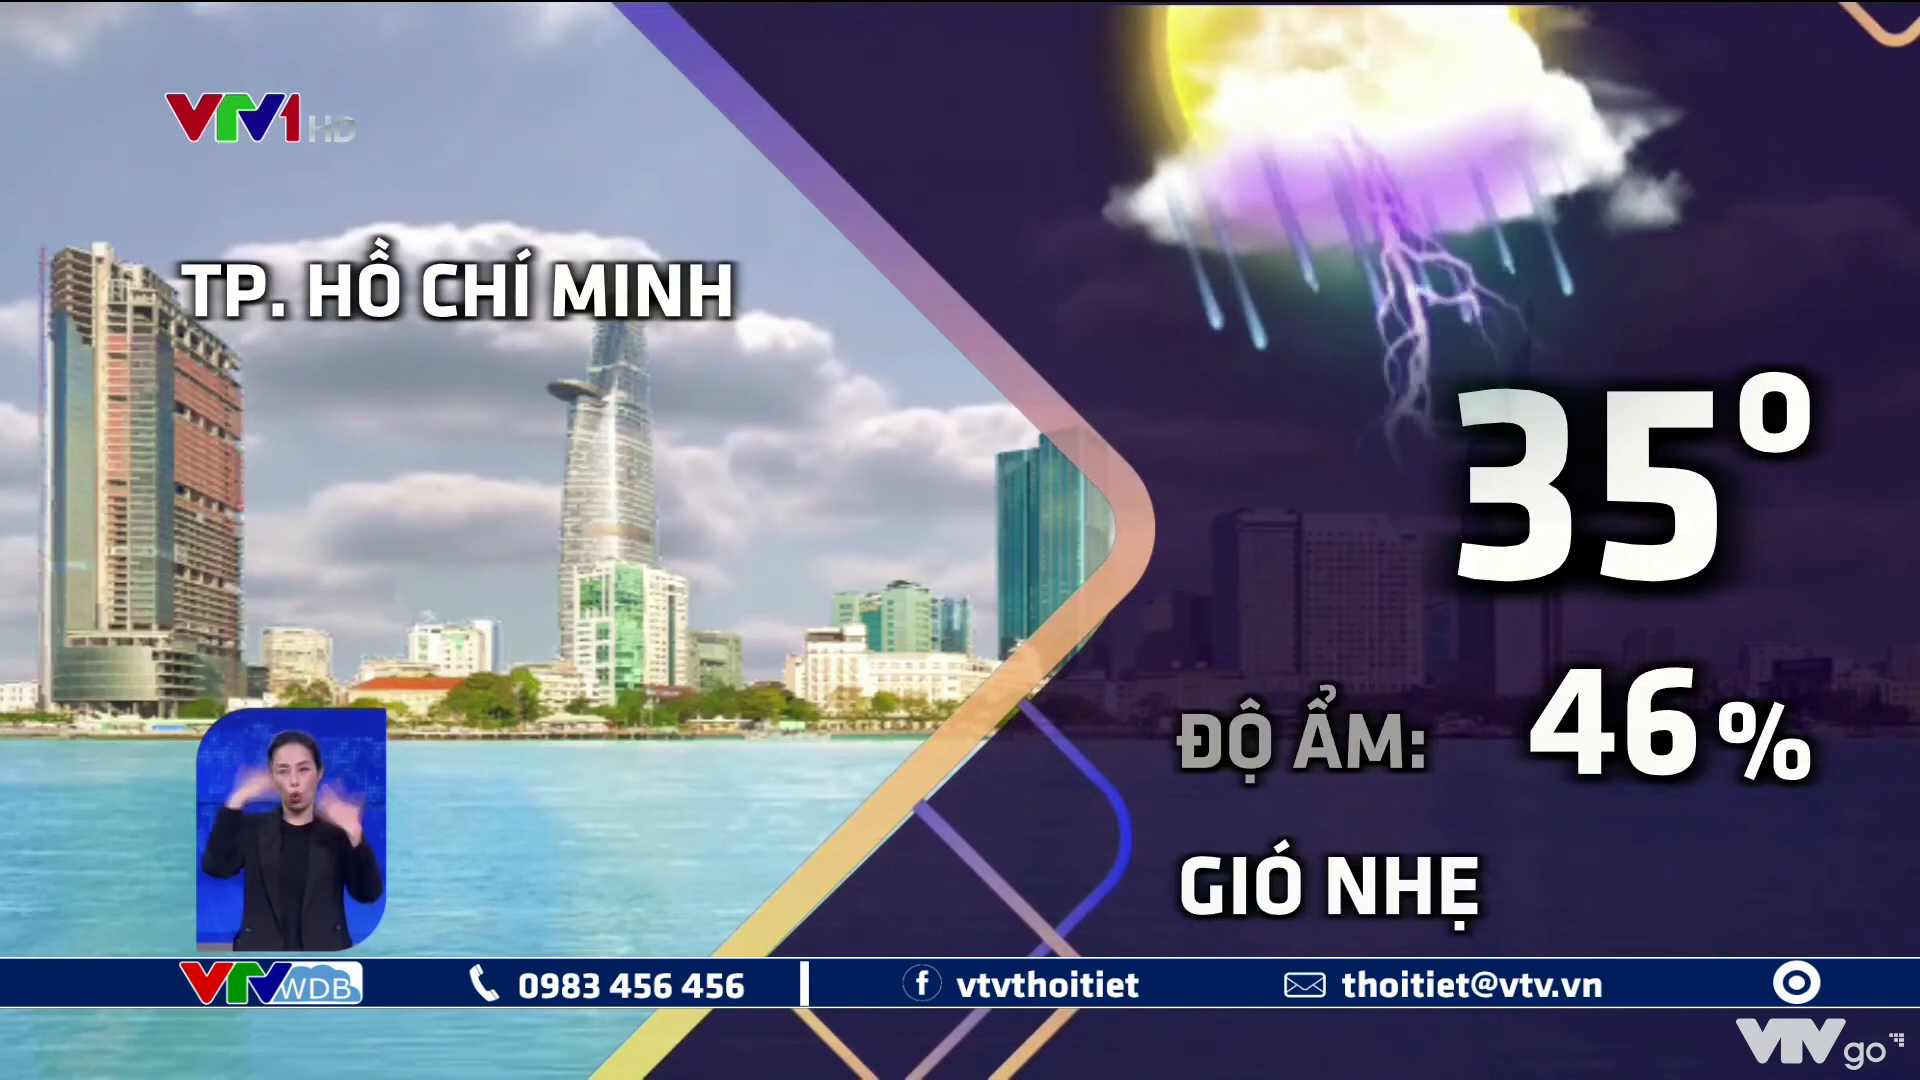 VTV1 HD
TP. HỒ CHÍ MINH
35°
ĐỘ ẨM: 46%
GIÓ NHẸ
VTV WDB 0983 456 456 vtvthoitiet thoitiet@vtv.vn
VTV go